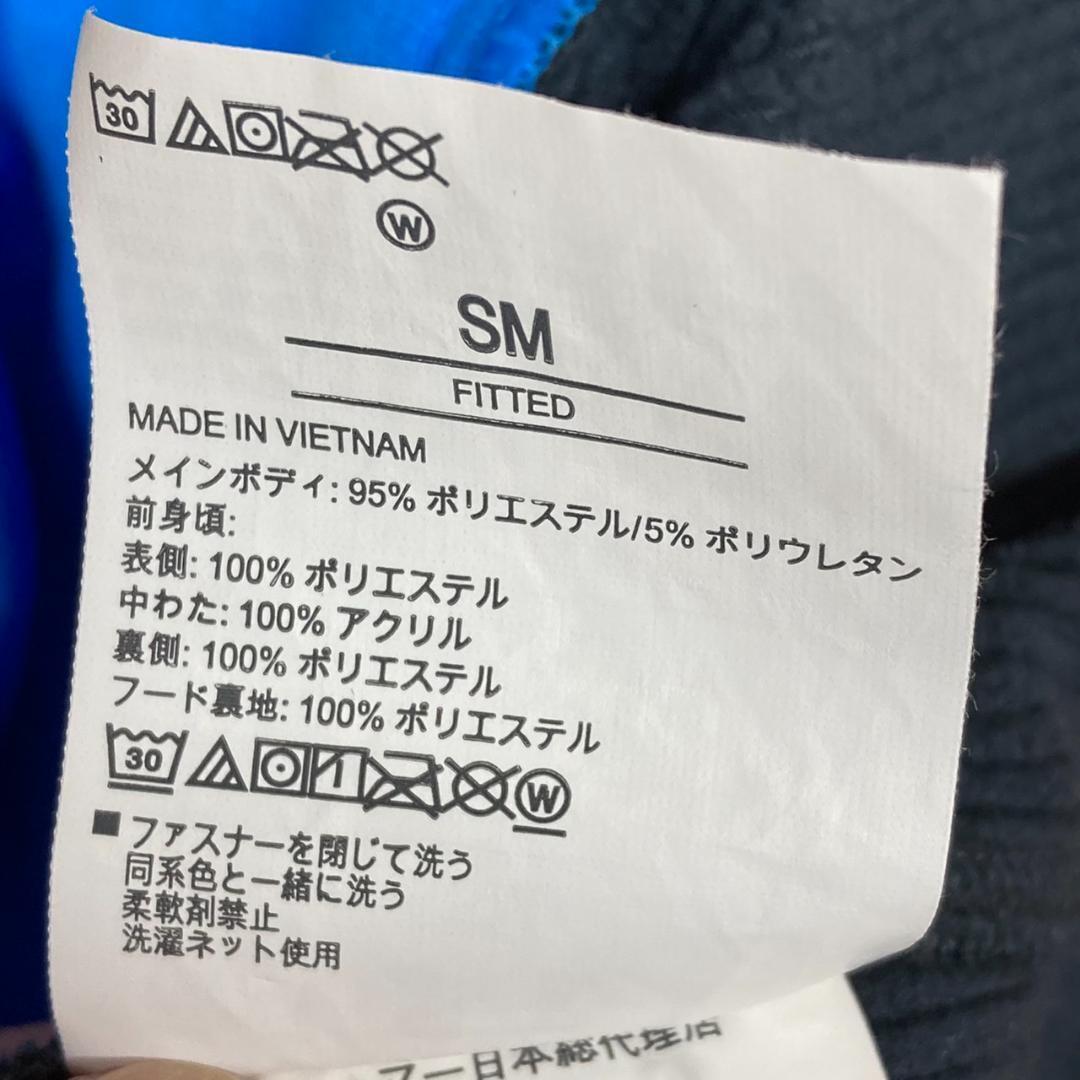 30
W
SM
FITTED
MADE IN VIETNAM
メインボディ: 95% ポリエステル/5% ポリウレタン
前身頃:
表側: 100% ポリエステル
中わた: 100% アクリル
裏側: 100% ポリエステル
フード裏地: 100% ポリエステル
30 W
■ファスナーを閉じて洗う
同系色と一緒に洗う
柔軟剤禁止
洗濯ネット使用
日本総代理店